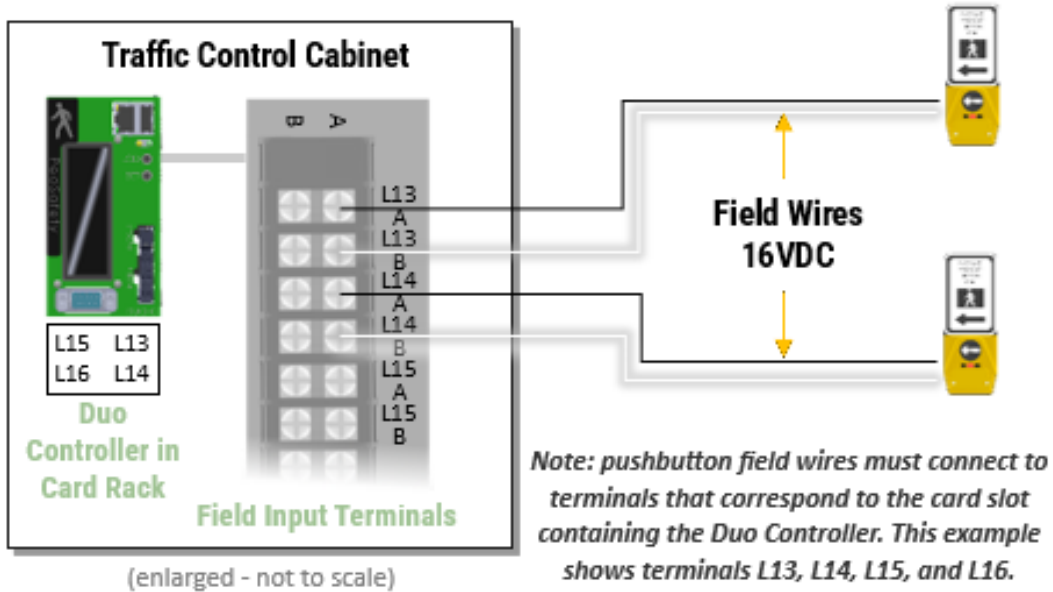 Traffic Control Cabinet
B A
L13
A
L13
B
L14
A
L14
B
L15
A
L15
B
L15 L13
L16 L14
Duo
Controller in
Card Rack
Field Input Terminals
(enlarged - not to scale)
Field Wires
16VDC
Note: pushbutton field wires must connect to
terminals that correspond to the card slot
containing the Duo Controller. This example
shows terminals L13, L14, L15, and L16.